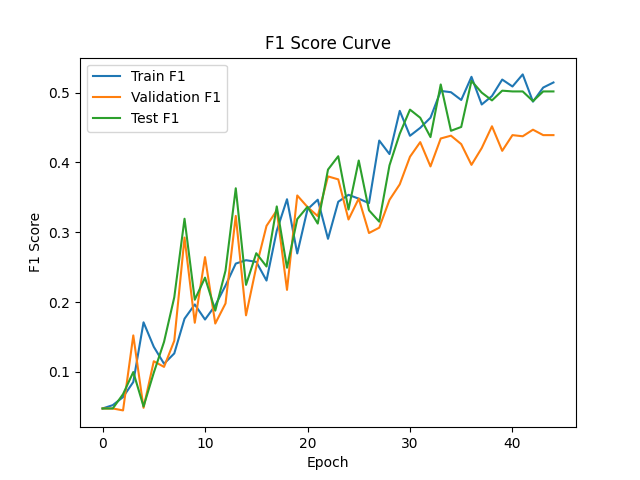 F1 Score Curve
Train F1
Validation F1
Test F1
F1 Score
0.5
0.4
0.3
0.2
0.1
0 10 20 30 40
Epoch